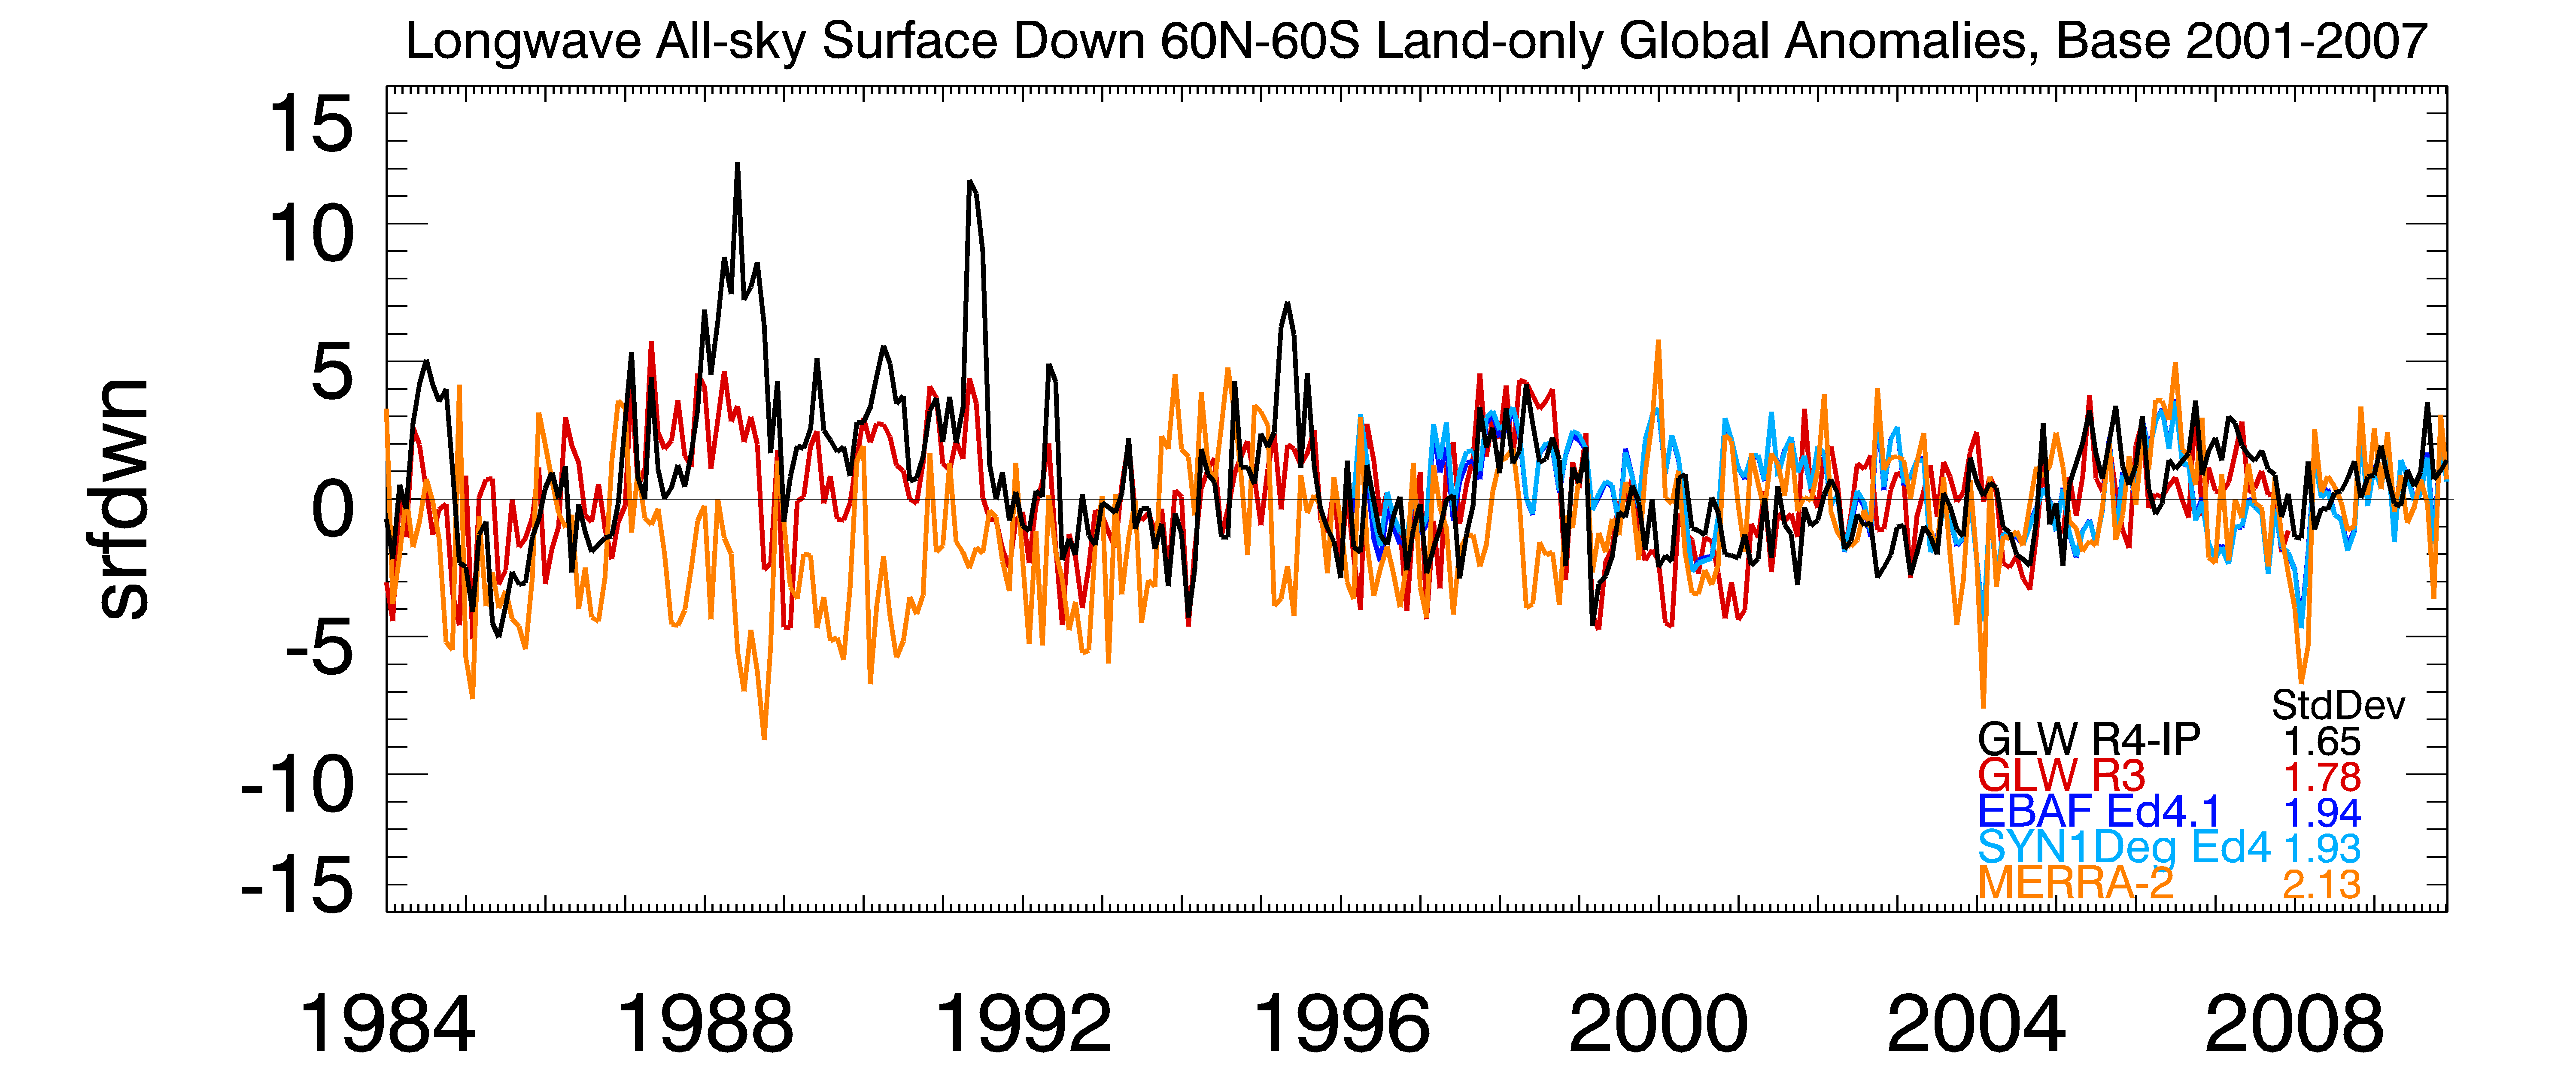 Longwave All-sky Surface Down 60N-60S Land-only Global Anomalies, Base 2001-2007
15
10
5
0
-5
-10
-15
srfdwn
StdDev
GLW R4-IP 1.65
GLW R3 1.78
EBAF Ed4.1 1.94
SYN1Deg Ed4 1.93
MERRA-2 2.13
1984 1988 1992 1996 2000 2004 2008